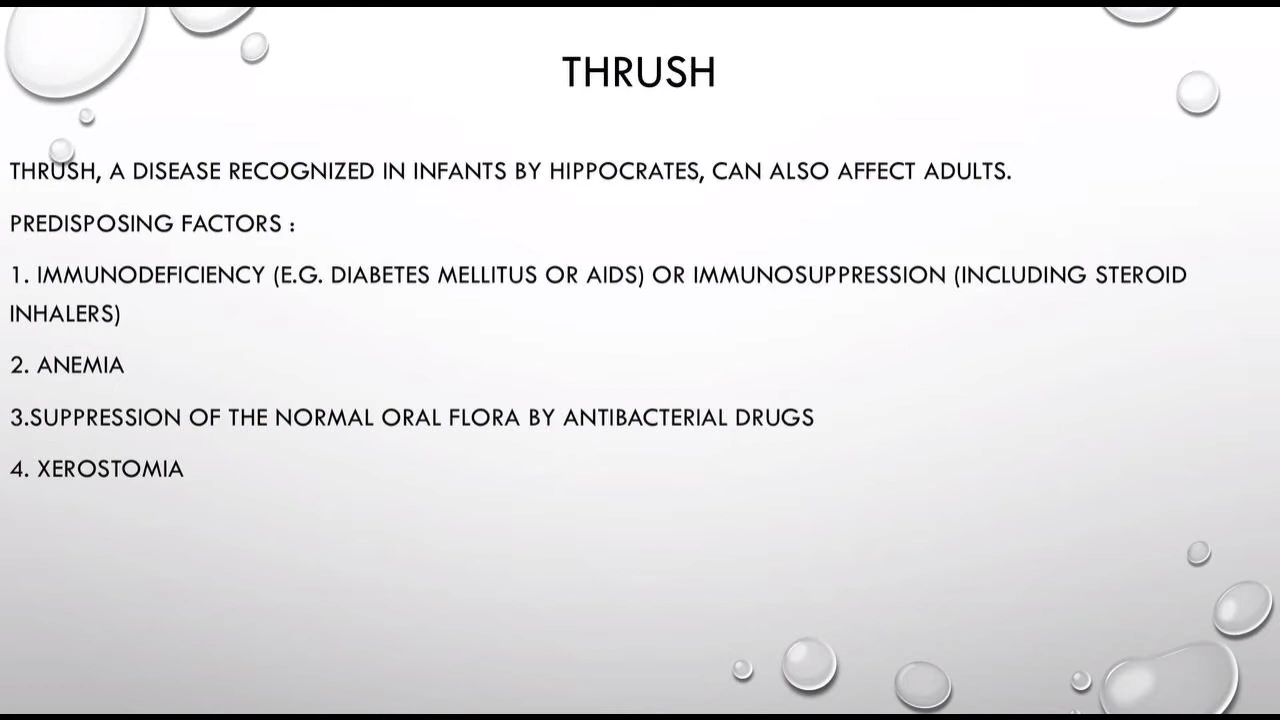 THRUSH
THRUSH, A DISEASE RECOGNIZED IN INFANTS BY HIPPOCRATES, CAN ALSO AFFECT ADULTS.
PREDISPOSING FACTORS :
1. IMMUNODEFICIENCY (E.G. DIABETES MELLITUS OR AIDS) OR IMMUNOSUPPRESSION (INCLUDING STEROID
INHALERS)
2. ANEMIA
3.SUPPRESSION OF THE NORMAL ORAL FLORA BY ANTIBACTERIAL DRUGS
4. XEROSTOMIA